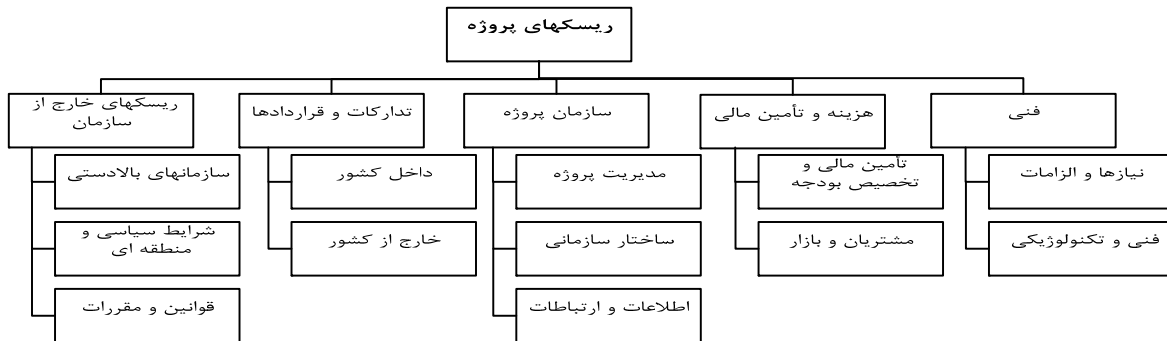 ریسکهای پروژه
فنی
هزینه و تأمین مالی
سازمان پروژه
تدارکات و قراردادها
ریسکهای خارج از
سازمان
نیازها و الزامات
فنی و تکنولوژیکی
تأمین مالی و
تخصیص بودجه
مشتریان و بازار
مدیریت پروژه
ساختار سازمانی
اطلاعات و ارتباطات
داخل کشور
خارج از کشور
سازمانهای بالادستی
شرایط سیاسی و
منطقه ای
قوانین و مقررات